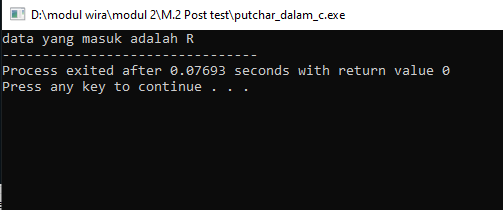 D:\modul wira\modul 2\M.2 Post test\putchar_dalam_c.exe
data yang masuk adalah R
--------------------------------
Process exited after 0.07693 seconds with return value 0
Press any key to continue . . .